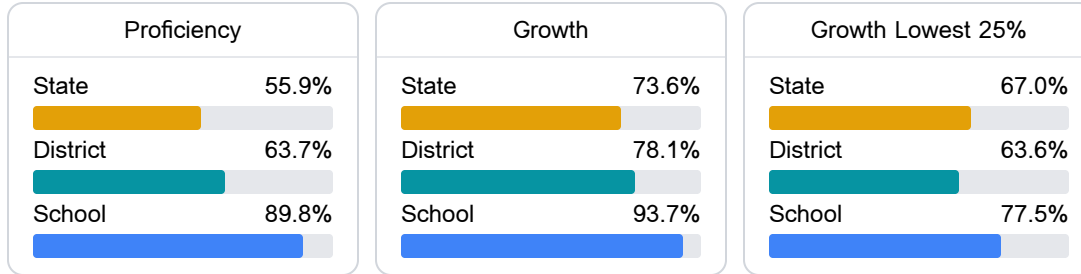 Proficiency
State 55.9%
District 63.7%
School 89.8%
Growth
State 73.6%
District 78.1%
School 93.7%
Growth Lowest 25%
State 67.0%
District 63.6%
School 77.5%